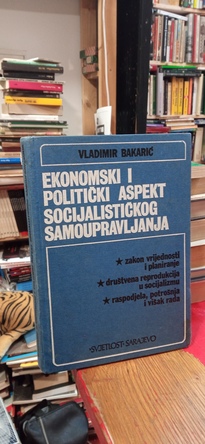 VLADIMIR BAKARIĆ
EKONOMSKI I
POLITIČKI ASPEKT
SOCIJALISTIČKOG
SAMOUPRAVLJANJA
★ zakon vrijednosti
i planiranje
★ društvena reprodukcija
u socijalizmu
★ raspodjela, potrošnja
i višak rada
SVJETLOST · SARAJEVO